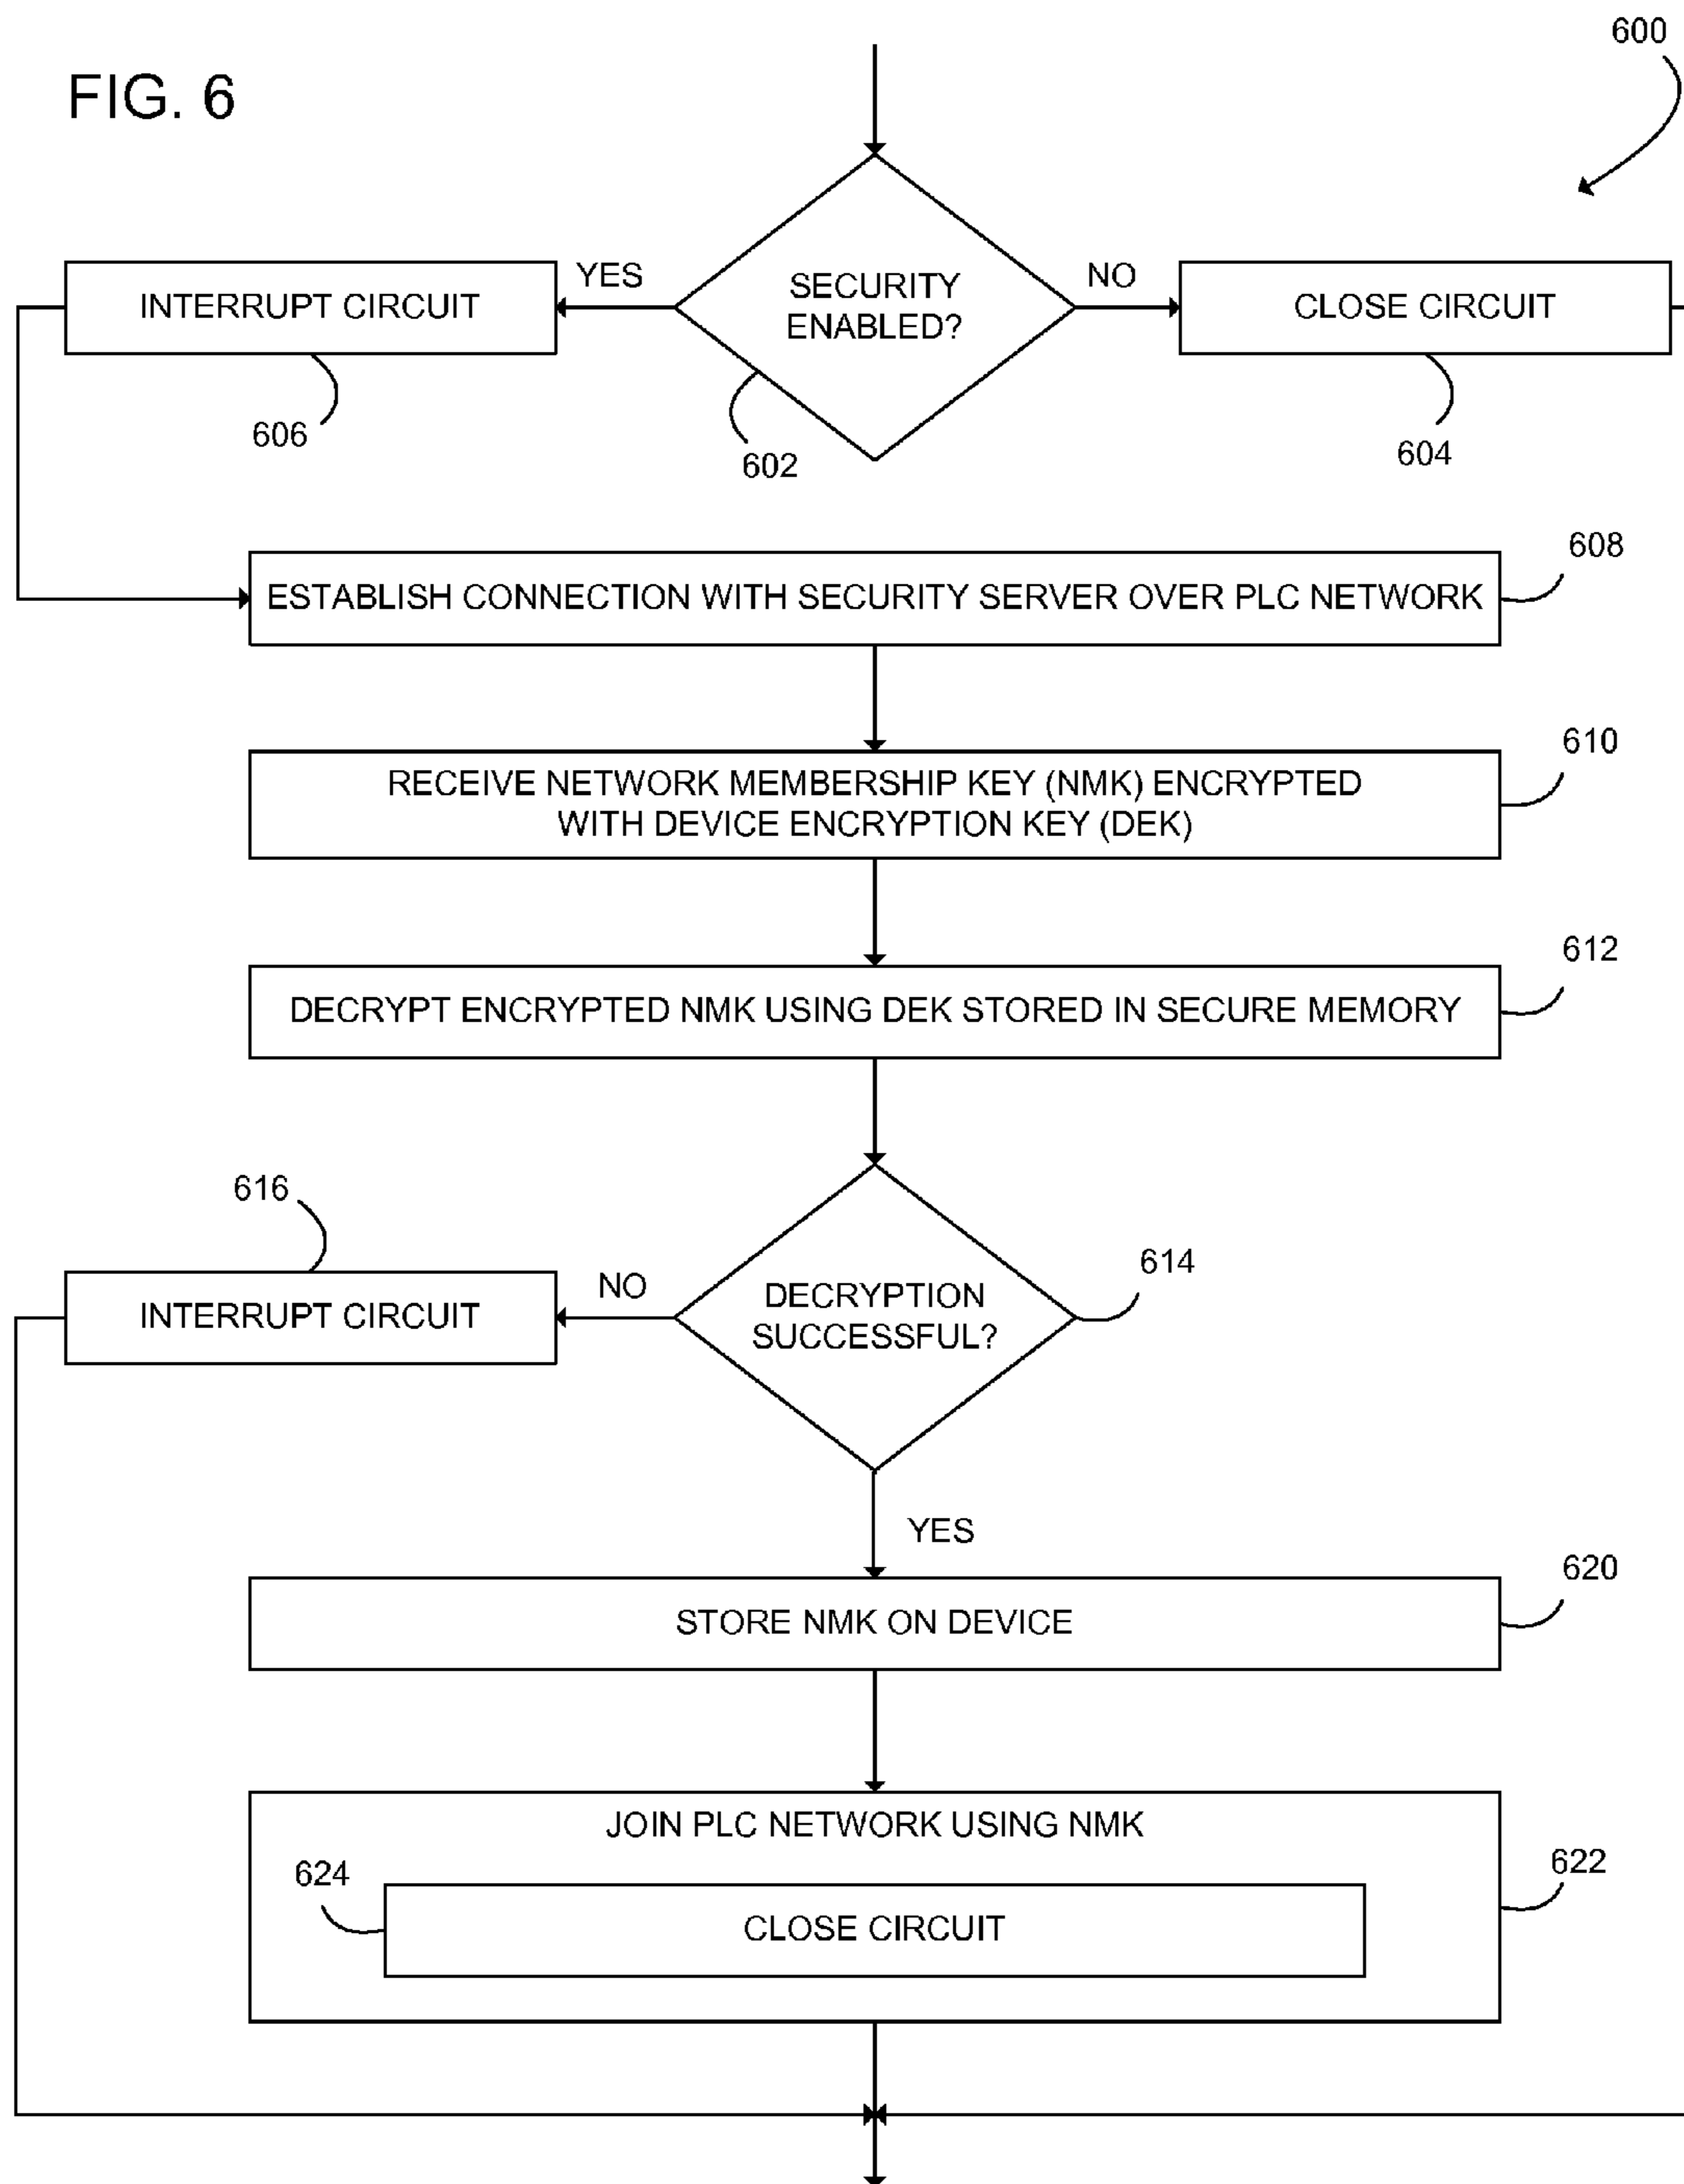 600
FIG. 6
YES
NO
INTERRUPT CIRCUIT
SECURITY
ENABLED?
CLOSE CIRCUIT
606
602
604
608
ESTABLISH CONNECTION WITH SECURITY SERVER OVER PLC NETWORK
610
RECEIVE NETWORK MEMBERSHIP KEY (NMK) ENCRYPTED
WITH DEVICE ENCRYPTION KEY (DEK)
612
DECRYPT ENCRYPTED NMK USING DEK STORED IN SECURE MEMORY
616
614
NO
INTERRUPT CIRCUIT
DECRYPTION
SUCCESSFUL?
YES
620
STORE NMK ON DEVICE
JOIN PLC NETWORK USING NMK
622
624
CLOSE CIRCUIT